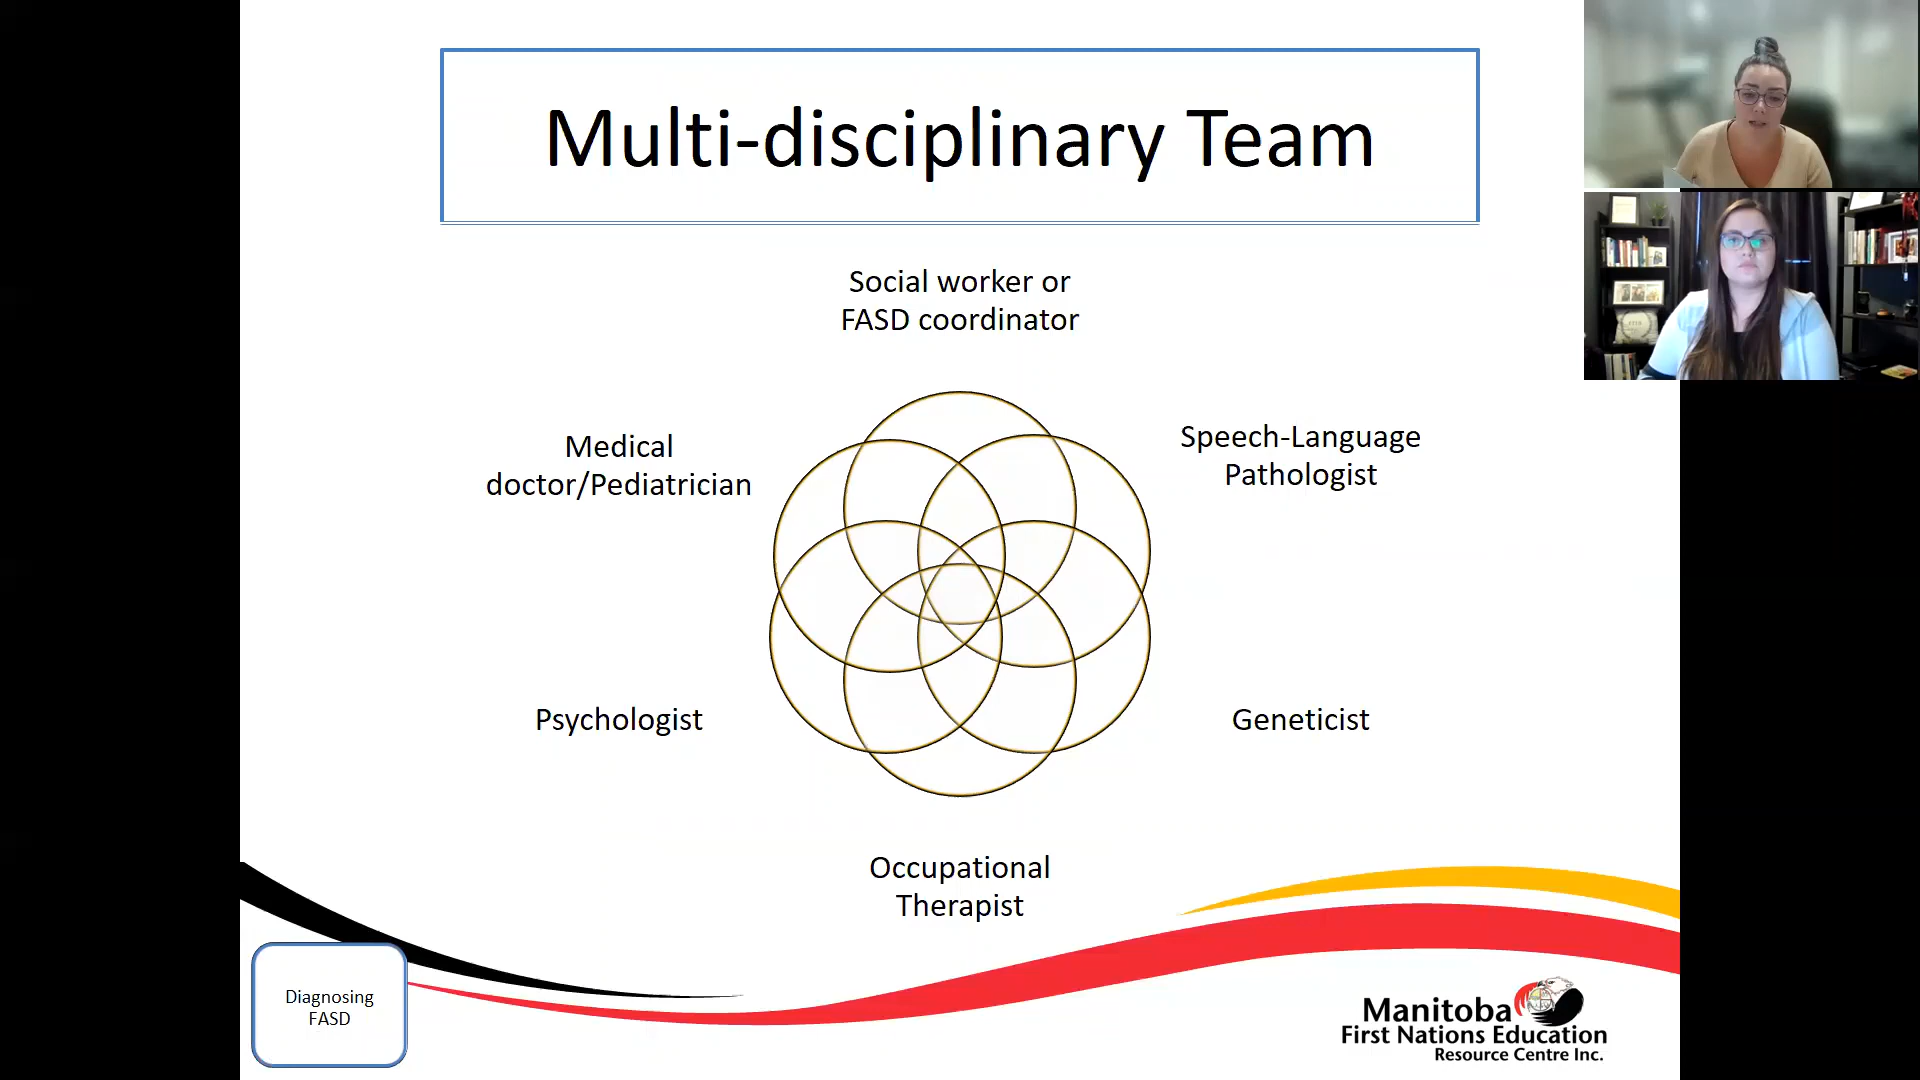 Multi-disciplinary Team
Social worker or
FASD coordinator
Medical
doctor/Pediatrician
Speech-Language
Pathologist
Psychologist
Geneticist
Occupational
Therapist
Diagnosing
FASD
Manitoba
First Nations Education
Resource Centre Inc.